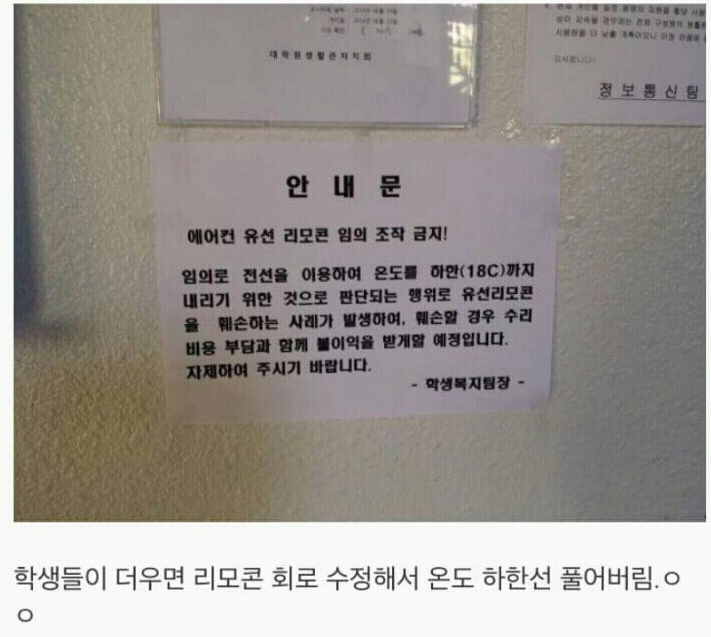 대학원생활관자치회
정보통신팀
안 내 문
에어컨 유선 리모콘 임의 조작 금지!
임의로 전선을 이용하여 온도를 하한(18C)까지
내리기 위한 것으로 판단되는 행위로 유선리모콘
을 훼손하는 사례가 발생하여, 훼손할 경우 수리
비용 부담과 함께 불이익을 받게할 예정입니다.
자제하여 주시기 바랍니다.
- 학생복지팀장 -
학생들이 더우면 리모콘 회로 수정해서 온도 하한선 풀어버림.ㅇ
ㅇ